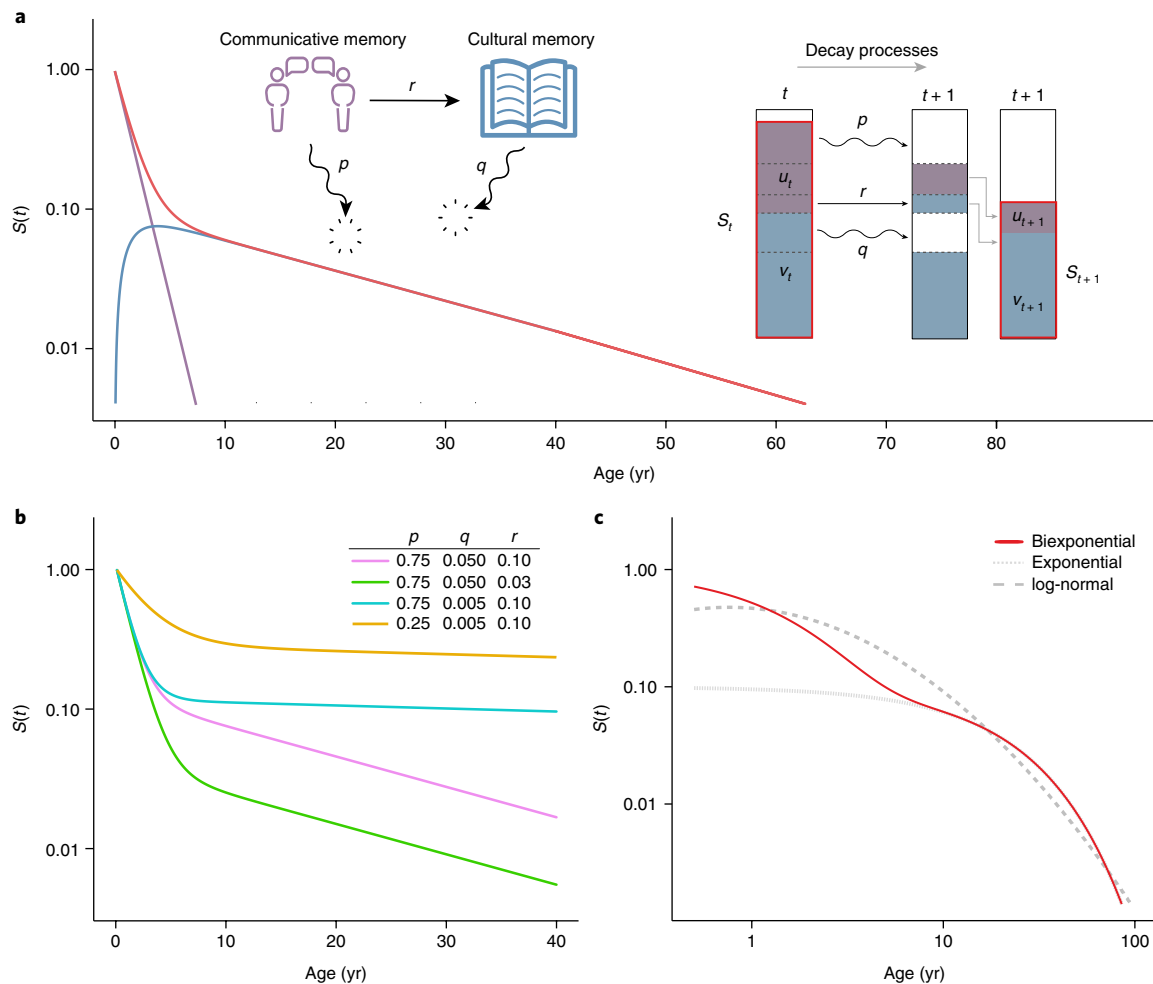 a
Communicative memory
Cultural memory
Decay processes
r
p
q
t
t + 1
t + 1
p
r
q
u_t
v_t
S_t
u_{t + 1}
v_{t + 1}
S_{t + 1}
1.00
0.10
0.01
S(t)
0 10 20 30 40 50 60 70 80
Age (yr)
b
p q r
0.75 0.050 0.10
0.75 0.050 0.03
0.75 0.005 0.10
0.25 0.005 0.10
1.00
0.10
0.01
S(t)
0 10 20 30 40
Age (yr)
c
Biexponential
Exponential
log-normal
1.00
0.10
0.01
S(t)
1 10 100
Age (yr)